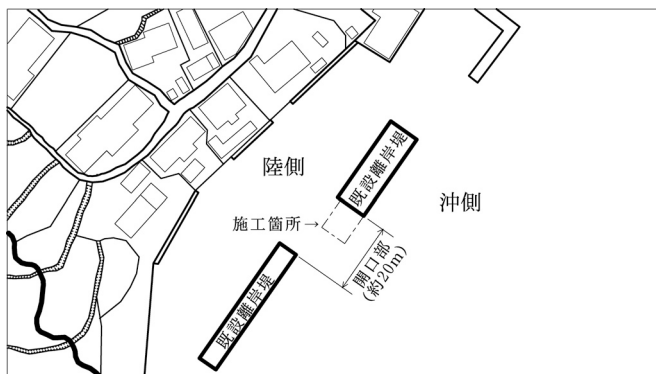 陸側
既設離岸堤
沖側
施工箇所→
開口部
(約20m)
既設離岸堤